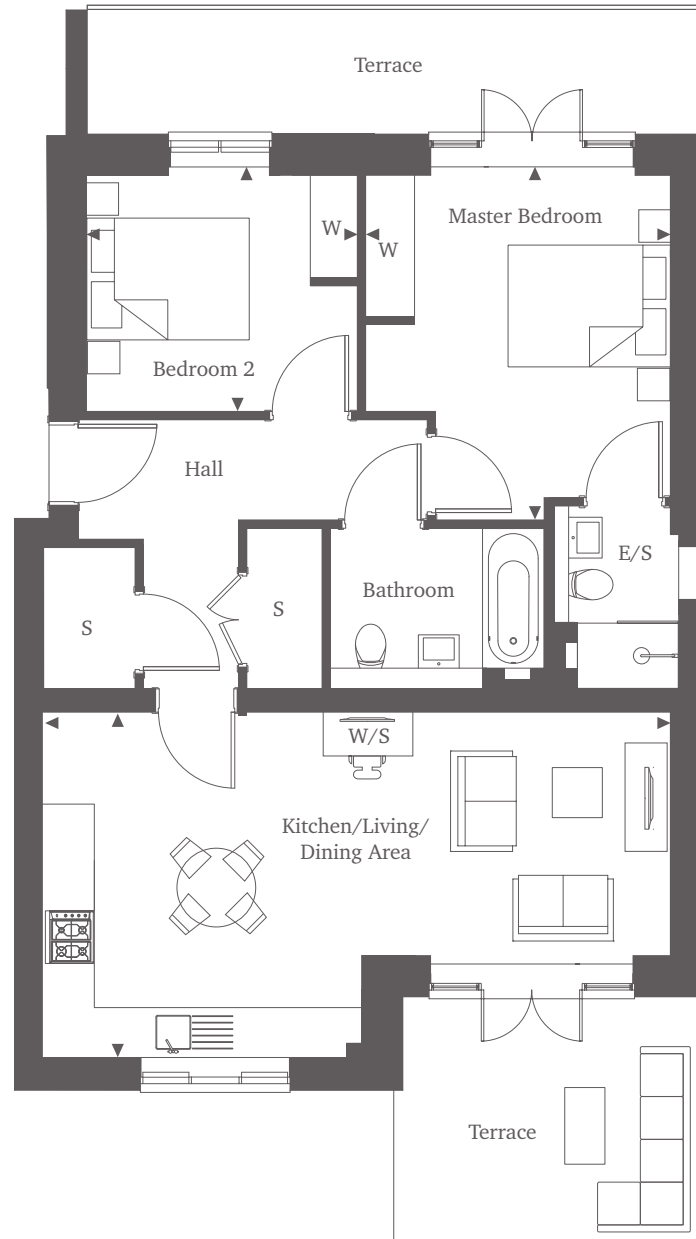 Terrace
W
Master Bedroom
W
Bedroom 2
Hall
E/S
Bathroom
S
S
W/S
Kitchen/Living/
Dining Area
Terrace